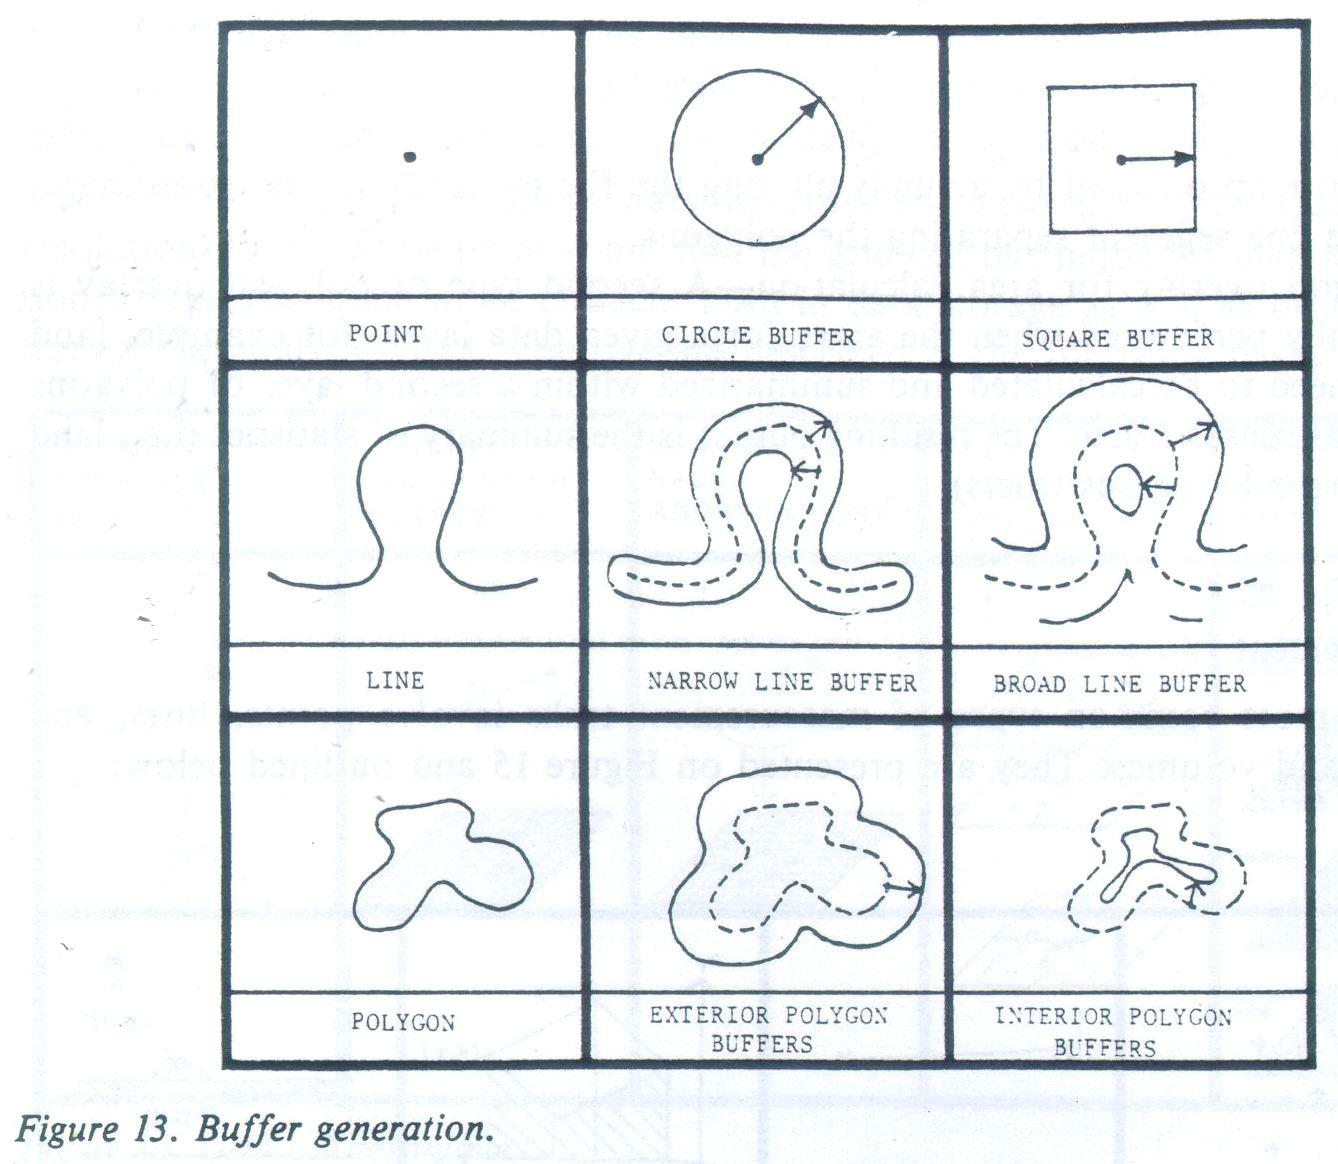 POINT
CIRCLE BUFFER
SQUARE BUFFER
LINE
NARROW LINE BUFFER
BROAD LINE BUFFER
POLYGON
EXTERIOR POLYGON
BUFFERS
INTERIOR POLYGON
BUFFERS
Figure 13. Buffer generation.